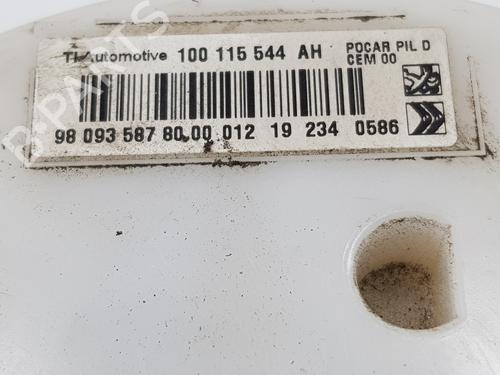 TI Automotive 100 115 544 AH POCAR PIL D
CEM 00
98 093 587 80 00 012 19 234 0586
B-PARTS